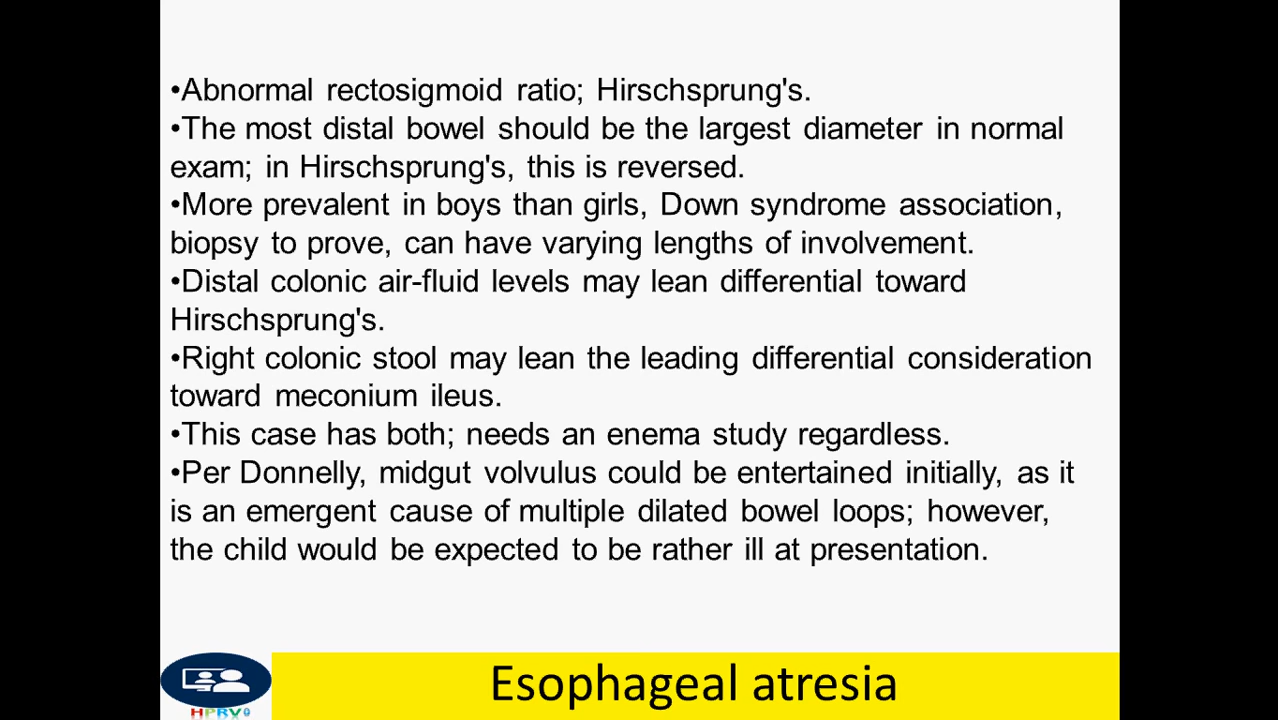 •Abnormal rectosigmoid ratio; Hirschsprung's.
•The most distal bowel should be the largest diameter in normal
exam; in Hirschsprung's, this is reversed.
•More prevalent in boys than girls, Down syndrome association,
biopsy to prove, can have varying lengths of involvement.
•Distal colonic air-fluid levels may lean differential toward
Hirschsprung's.
•Right colonic stool may lean the leading differential consideration
toward meconium ileus.
•This case has both; needs an enema study regardless.
•Per Donnelly, midgut volvulus could be entertained initially, as it
is an emergent cause of multiple dilated bowel loops; however,
the child would be expected to be rather ill at presentation.
Esophageal atresia